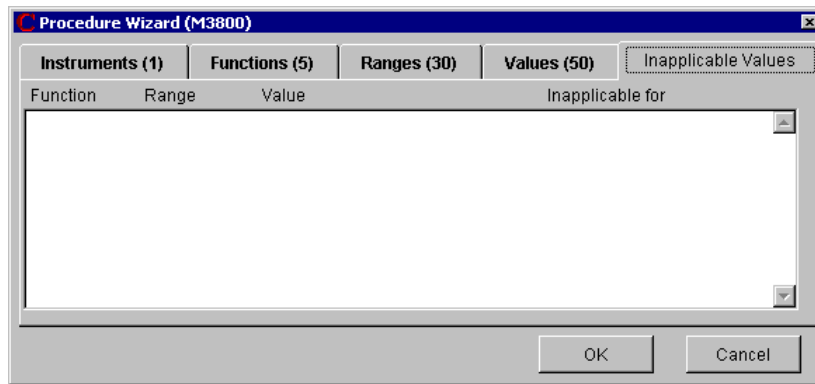 Procedure Wizard (M3800)
Instruments (1) Functions (5) Ranges (30) Values (50) Inapplicable Values
Function Range Value Inapplicable for
OK Cancel